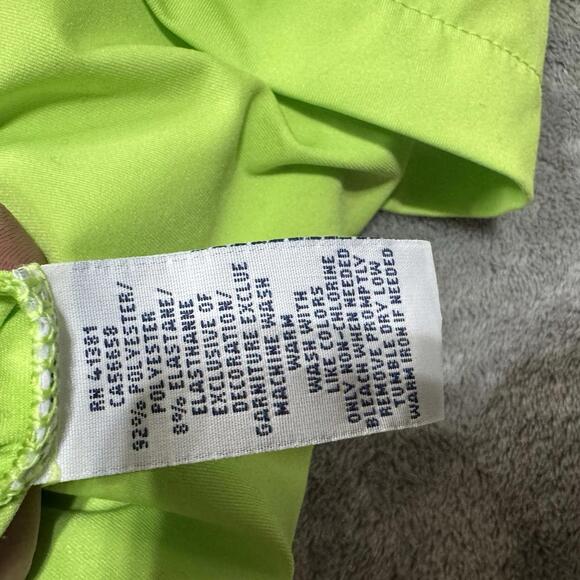 RN 41381
CA56658
92% POLYESTER/
POLYESTER
8% ELASTANE/
ELASTHANNE
EXCLUSIVE OF
DECORATION/
GARNITURE EXCLUE
MACHINE WASH
WARM
WASH WITH
LIKE COLORS
ONLY NON-CHLORINE
BLEACH WHEN NEEDED
REMOVE PROMPLY
TUMBLE DRY LOW
WARM IRON IF NEEDED